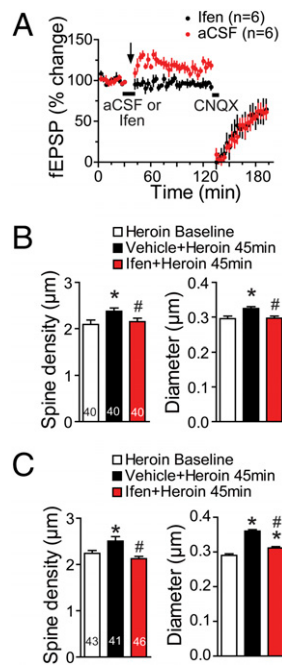 A
Ifen (n=6)
aCSF (n=6)
fEPSP (% change)
150
100
50
0
aCSF or
Ifen
CNQX
0 30 60 90 120 150 180
Time (min)
B
Heroin Baseline
Vehicle+Heroin 45min
Ifen+Heroin 45min
Spine density (µm)
3
2
1
0
* #
40 40 40
Diameter (µm)
0.4
0.3
0.2
0.1
0.0
* #
C
Heroin Baseline
Vehicle+Heroin 45min
Ifen+Heroin 45min
Spine density (µm)
3
2
1
0
* #
43 41 46
Diameter (µm)
0.4
0.3
0.2
0.1
0.0
* #
*